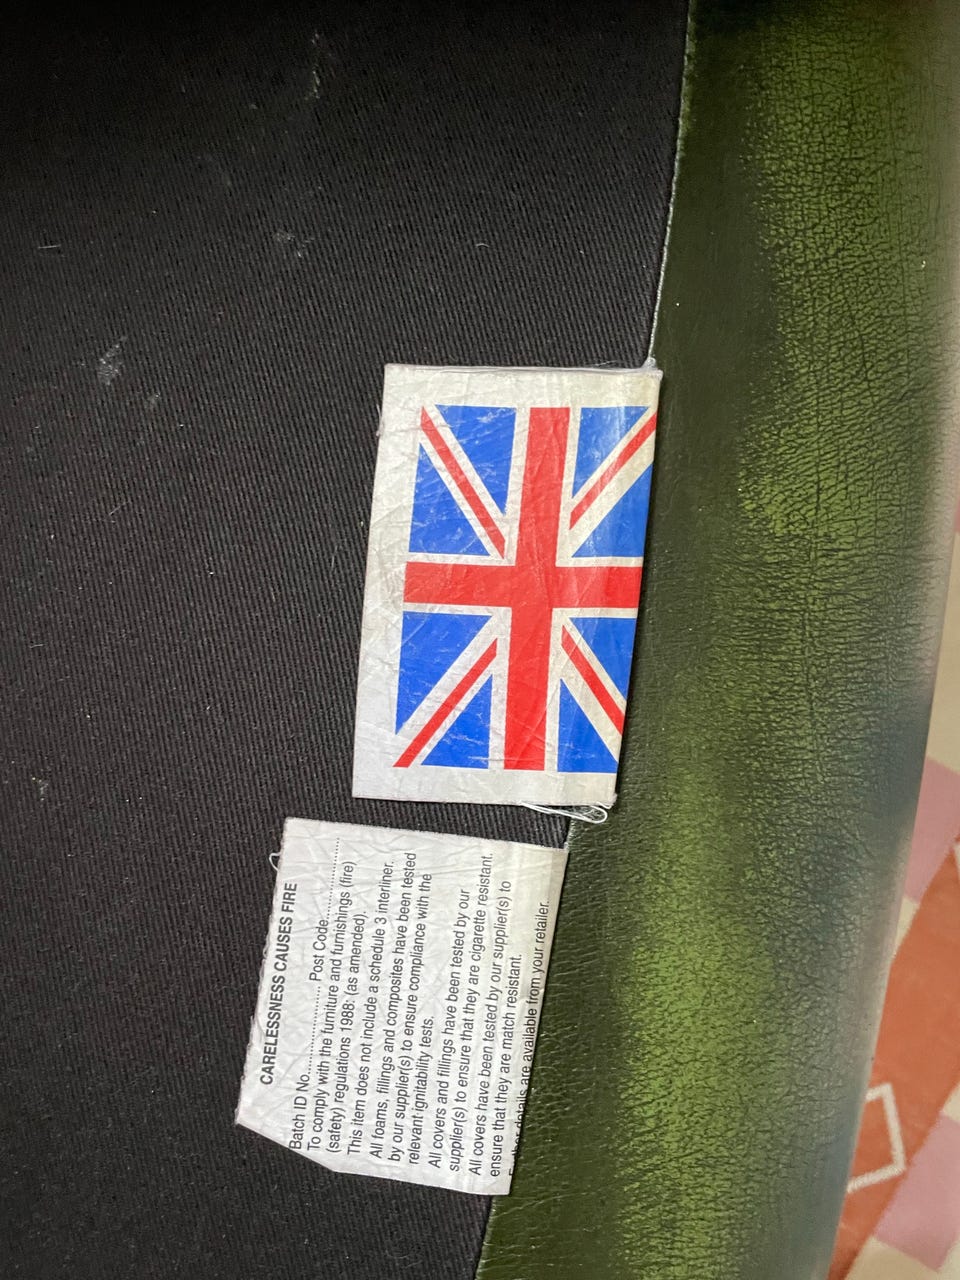 CARELESSNESS CAUSES FIRE
Batch ID No........................ Post Code........................
To comply with the furniture and furnishings (fire)
(safety) regulations 1988: (as amended).
This item does not include a schedule 3 interliner.
All foams, fillings and composites have been tested
by our supplier(s) to ensure compliance with the
relevant ignitability tests.
All covers and fillings have been tested by our
supplier(s) to ensure that they are cigarette resistant.
All covers have been tested by our supplier(s) to
ensure that they are match resistant.
Further details are available from your retailer.